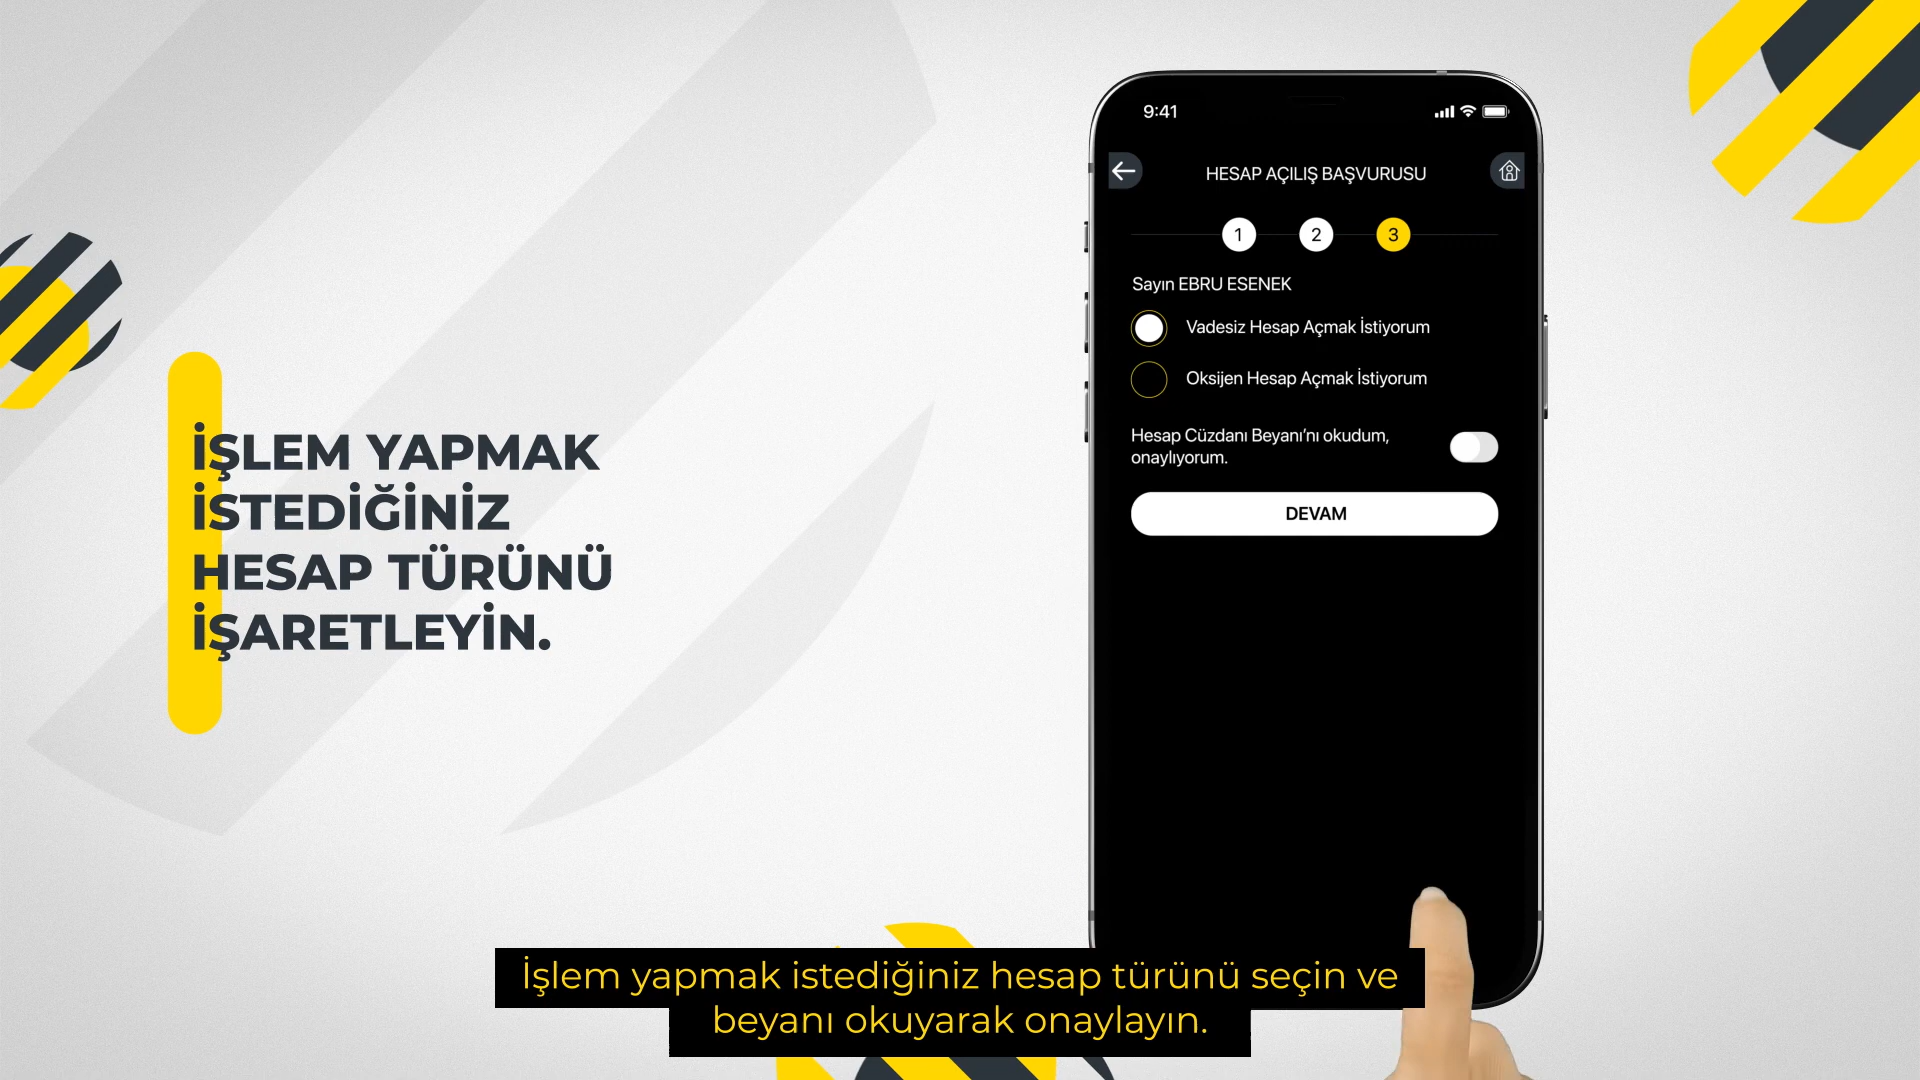 İŞLEM YAPMAK
İSTEDİĞİNİZ
HESAP TÜRÜNÜ
İŞARETLEYİN.
9:41
HESAP AÇILIŞ BAŞVURUSU
1 2 3
Sayın EBRU ESENEK
Vadesiz Hesap Açmak İstiyorum
Oksijen Hesap Açmak İstiyorum
Hesap Cüzdanı Beyanı’nı okudum,
onaylıyorum.
DEVAM
İşlem yapmak istediğiniz hesap türünü seçin ve
beyanı okuyarak onaylayın.